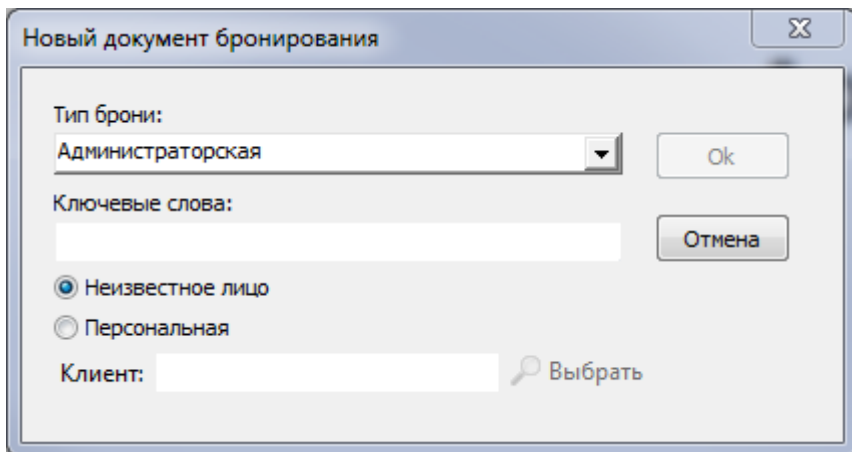 Новый документ бронирования
Тип брони:
Администраторская
Ok
Ключевые слова:
Отмена
Неизвестное лицо
Персональная
Клиент: Выбрать